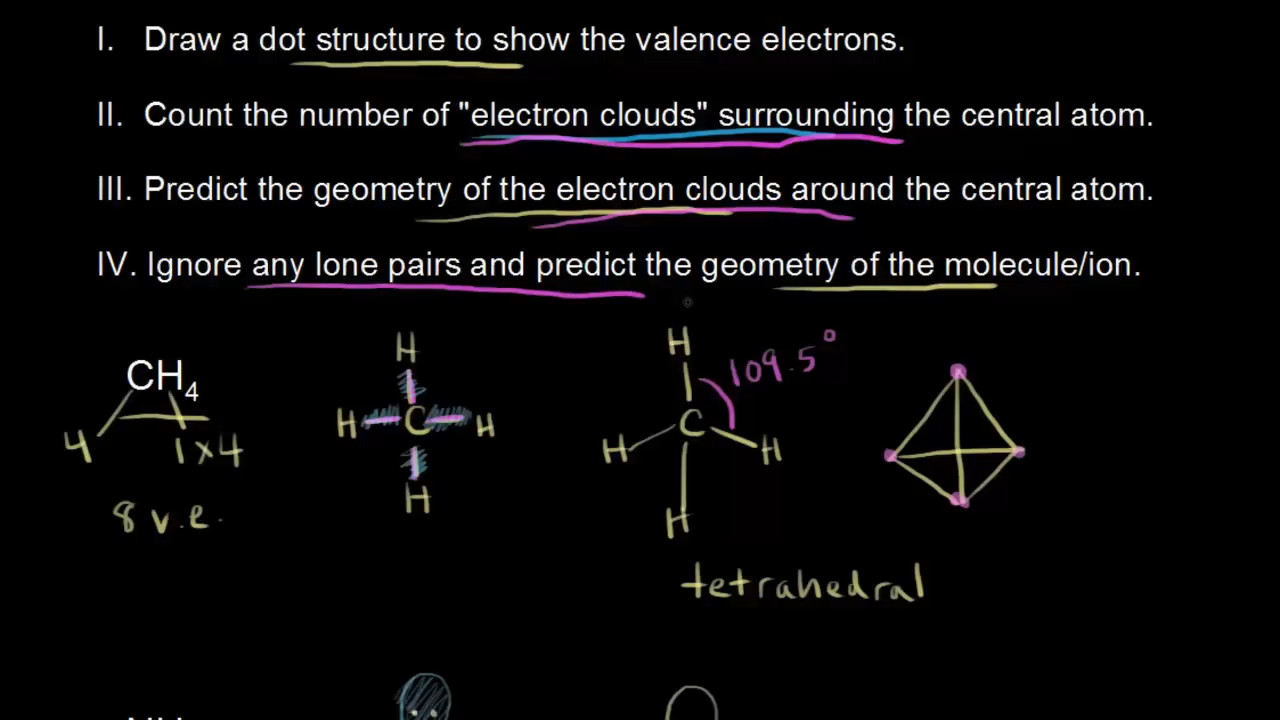 I. Draw a dot structure to show the valence electrons.
II. Count the number of "electron clouds" surrounding the central atom.
III. Predict the geometry of the electron clouds around the central atom.
IV. Ignore any lone pairs and predict the geometry of the molecule/ion.
H H 109.5°
CH₄
H C H C
4 1×4 H H
H
8 v.e. H
tetrahedral